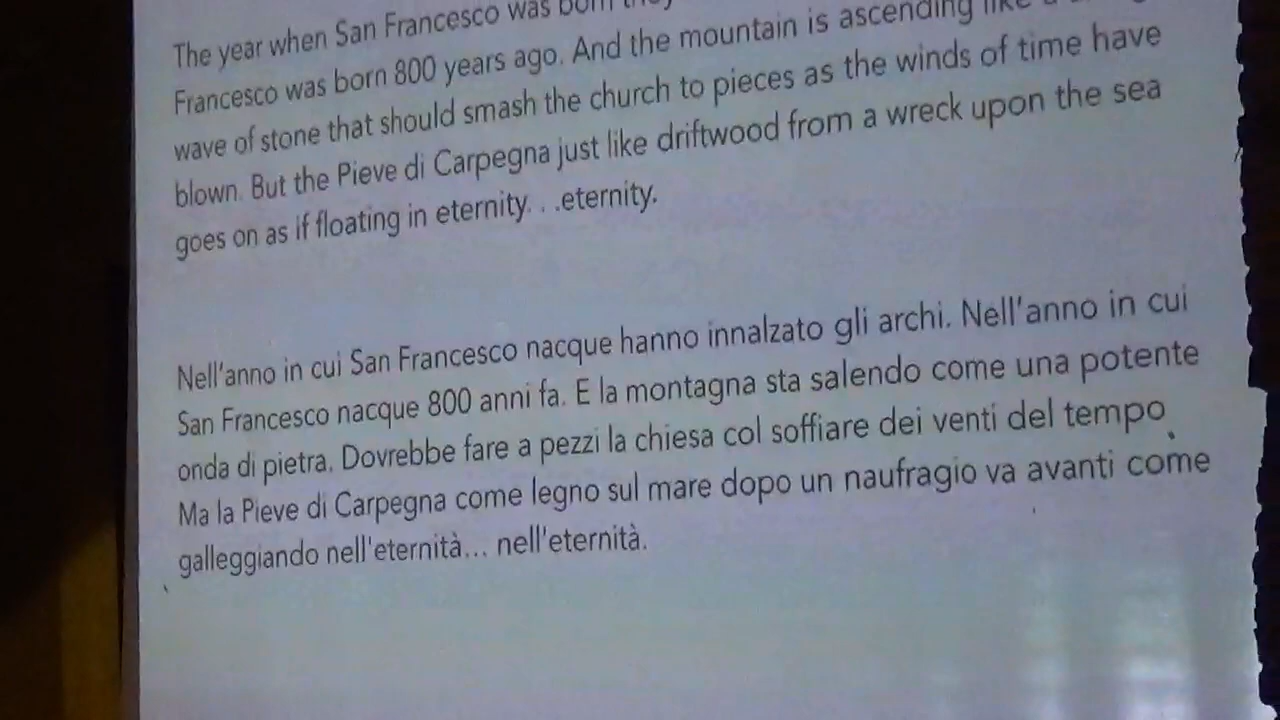 The year when San Francesco was born they
Francesco was born 800 years ago. And the mountain is ascending like a
wave of stone that should smash the church to pieces as the winds of time have
blown. But the Pieve di Carpegna just like driftwood from a wreck upon the sea
goes on as if floating in eternity. . .eternity.
Nell'anno in cui San Francesco nacque hanno innalzato gli archi. Nell'anno in cui
San Francesco nacque 800 anni fa. E la montagna sta salendo come una potente
onda di pietra. Dovrebbe fare a pezzi la chiesa col soffiare dei venti del tempo.
Ma la Pieve di Carpegna come legno sul mare dopo un naufragio va avanti come
galleggiando nell'eternità... nell'eternità.